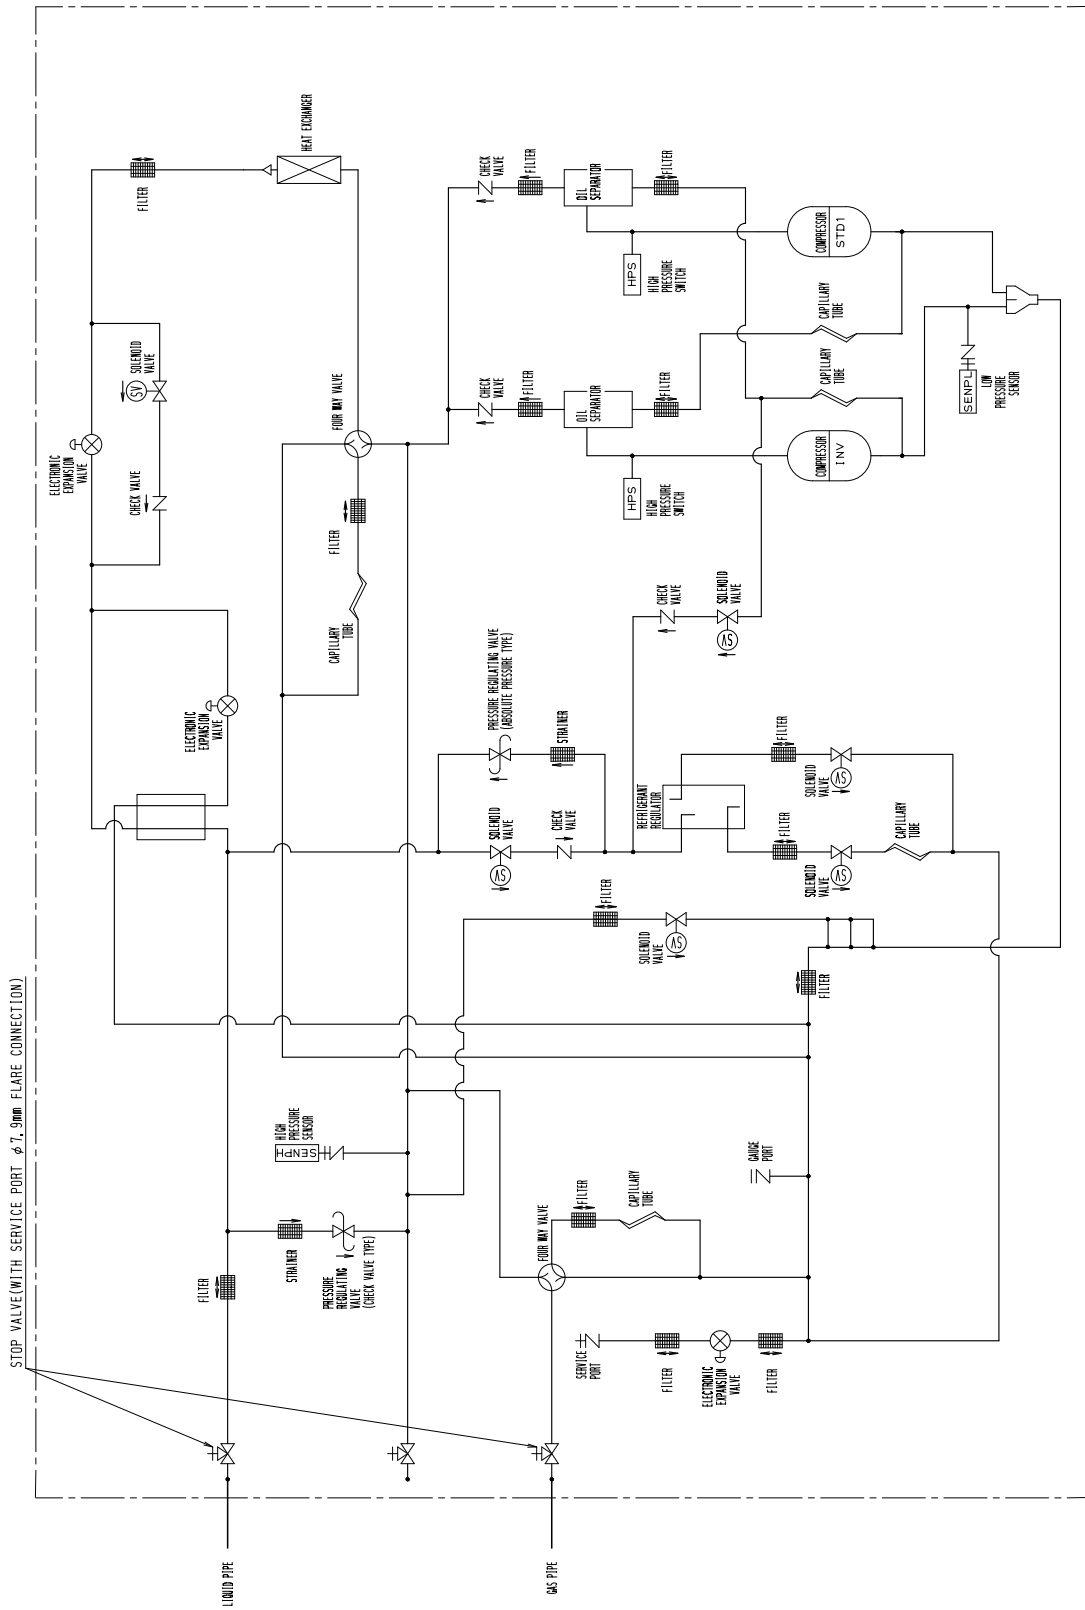 STOP VALVE(WITH SERVICE PORT φ7.9mm FLARE CONNECTION)
ELECTRONIC
EXPANSION
VALVE
FILTER
CHECK VALVE
SV
SOLENOID
VALVE
HEAT EXCHANGER
LIQUID PIPE
FILTER
ELECTRONIC
EXPANSION
VALVE
STRAINER
HIGH
PRESSURE
SENSOR
SENPH
PRESSURE
REGULATING
VALVE
(CHECK VALVE TYPE)
FOUR WAY VALVE
FILTER
CAPILLARY
TUBE
PRESSURE REGULATING VALVE
(ABSOLUTE PRESSURE TYPE)
STRAINER
SOLENOID
VALVE
SV
CHECK
VALVE
CHECK
VALVE
FILTER
CHECK
VALVE
FILTER
OIL
SEPARATOR
OIL
SEPARATOR
FILTER
FILTER
HPS
HIGH
PRESSURE
SWITCH
HPS
HIGH
PRESSURE
SWITCH
GAS PIPE
FOUR WAY VALVE
FILTER
CAPILLARY
TUBE
SERVICE
PORT
FILTER
ELECTRONIC
EXPANSION
VALVE
FILTER
GAUGE
PORT
FILTER
SOLENOID
VALVE
SV
FILTER
REFRIGERANT
REGULATOR
CHECK
VALVE
SOLENOID
VALVE
SV
FILTER
FILTER
SOLENOID
VALVE
SV
SOLENOID
VALVE
SV
CAPILLARY
TUBE
COMPRESSOR
INV
CAPILLARY
TUBE
CAPILLARY
TUBE
COMPRESSOR
STD1
SENPL
LOW
PRESSURE
SENSOR